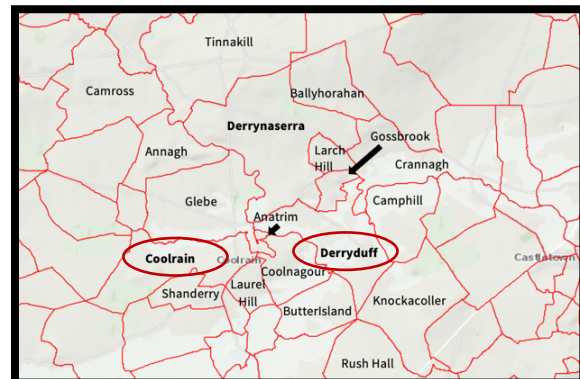 Tinnakill
Camross
Ballyhorahan
Derrynaserra
Gossbrook
Annagh
Larch
Hill
Crannagh
Glebe
Camphill
Anatrim
Coolrain
Coolrain
Derryduff
Castletown
Coolnagour
Shanderry
Laurel
Hill
Knockacoller
ButterIsland
Rush Hall